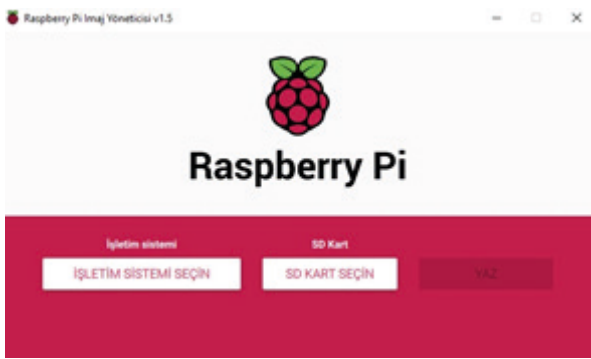 Raspberry Pi Imaj Yöneticisi v1.5
Raspberry Pi
İşletim sistemi
SD Kart
İŞLETİM SİSTEMİ SEÇİN
SD KART SEÇİN
YAZ